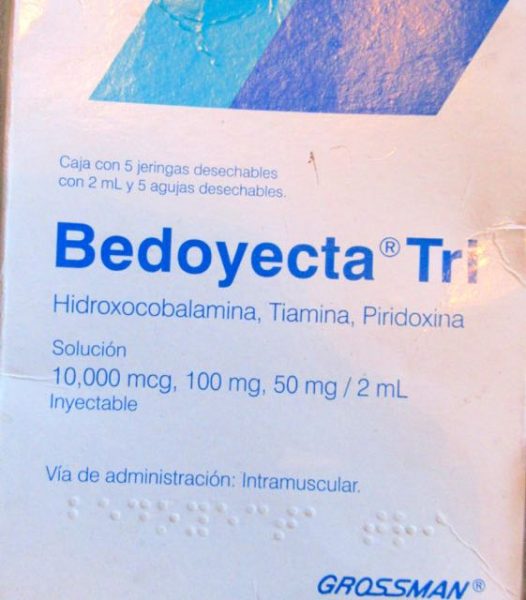 Caja con 5 jeringas desechables
con 2 mL y 5 agujas desechables.
Bedoyecta® Tri
Hidroxocobalamina, Tiamina, Piridoxina
Solución
10,000 mcg, 100 mg, 50 mg / 2 mL
Inyectable
Vía de administración: Intramuscular.
GROSSMAN®